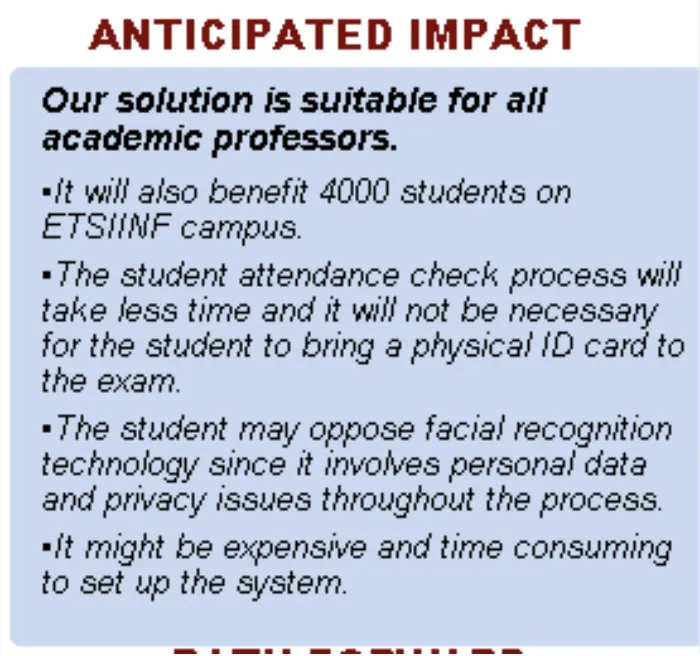 ANTICIPATED IMPACT
Our solution is suitable for all
academic professors.
▪It will also benefit 4000 students on
ETSIINF campus.
▪The student attendance check process will
take less time and it will not be necessary
for the student to bring a physical ID card to
the exam.
▪The student may oppose facial recognition
technology since it involves personal data
and privacy issues throughout the process.
▪It might be expensive and time consuming
to set up the system.
PATH FORWARD